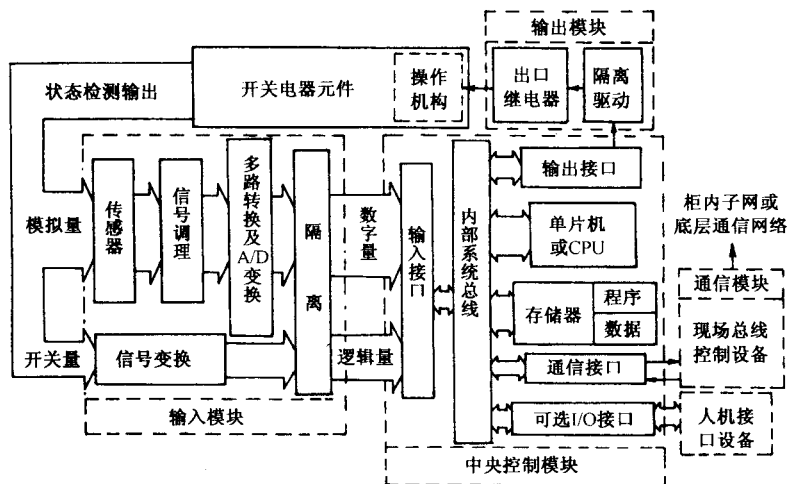 输出模块
状态检测输出
开关电器元件
操作
机构
出口
继电器
隔离
驱动
模拟量
传感器
信号调理
多路转换及
A/D变换
隔离
数字量
输入接口
内部系统总线
输出接口
单片机
或CPU
存储器
程序
数据
通信接口
可选I/O接口
柜内子网或
底层通信网络
通信模块
现场总线
控制设备
人机接
口设备
开关量
信号变换
逻辑量
输入模块
中央控制模块